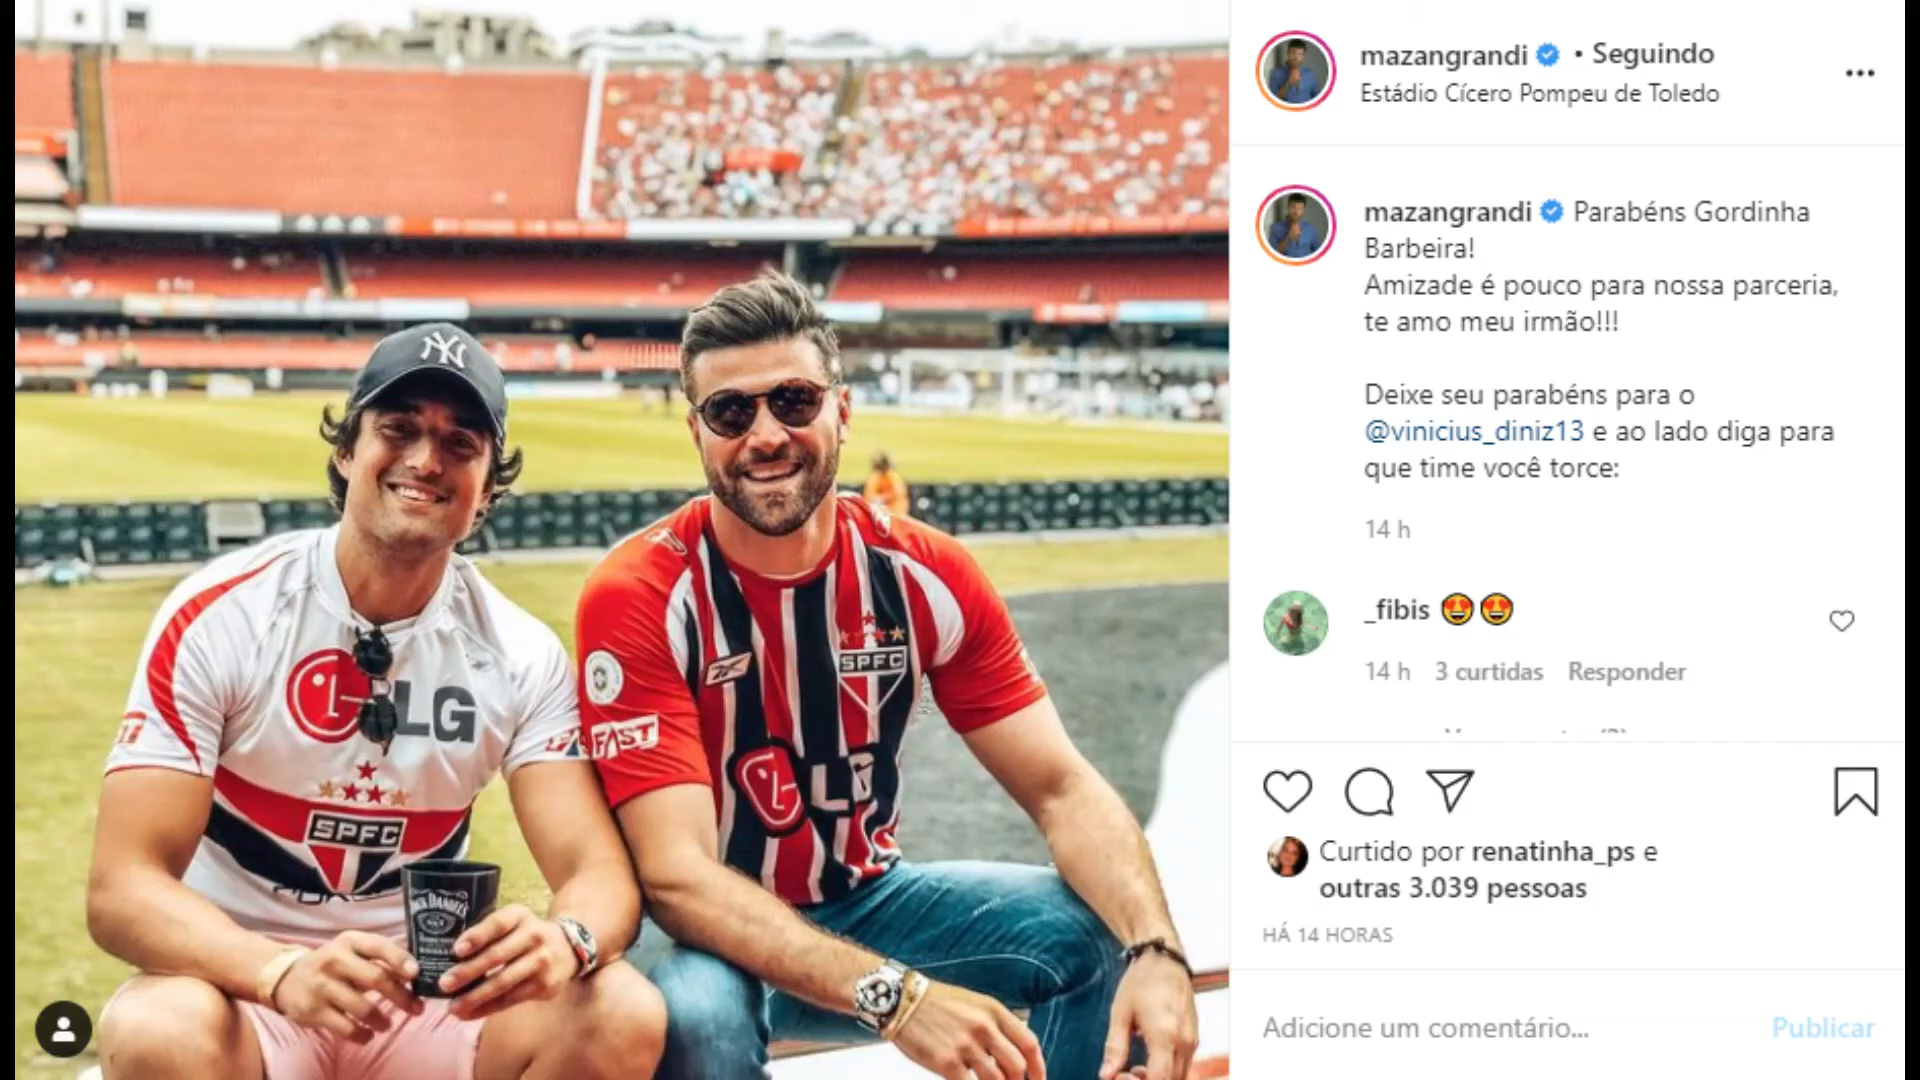 mazangrandi • Seguindo
Estádio Cícero Pompeu de Toledo
mazangrandi Parabéns Gordinha
Barbeira!
Amizade é pouco para nossa parceria,
te amo meu irmão!!!
Deixe seu parabéns para o
@vinicius_diniz13 e ao lado diga para
que time você torce:
14 h
_fibis 😍😍
14 h 3 curtidas Responder
Curtido por renatinha_ps e
outras 3.039 pessoas
HÁ 14 HORAS
Adicione um comentário... Publicar
NY
LG
SPFC
JACK DANIEL'S
FAST
SPFC
LG